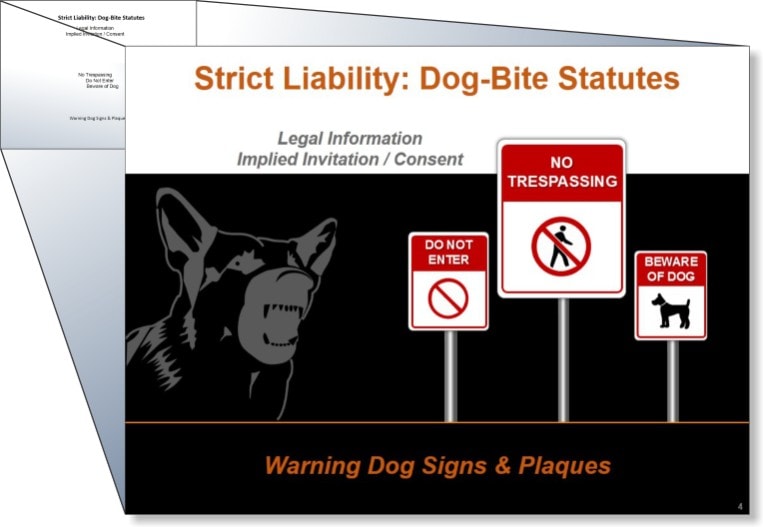 Strict Liability: Dog-Bite Statutes
Legal Information
Implied Invitation / Consent
No Trespassing
Do Not Enter
Beware of Dog
Warning Dog Signs & Plaque
Strict Liability: Dog-Bite Statutes
Legal Information
Implied Invitation / Consent
NO
TRESPASSING
DO NOT
ENTER
BEWARE
OF DOG
Warning Dog Signs & Plaques
4